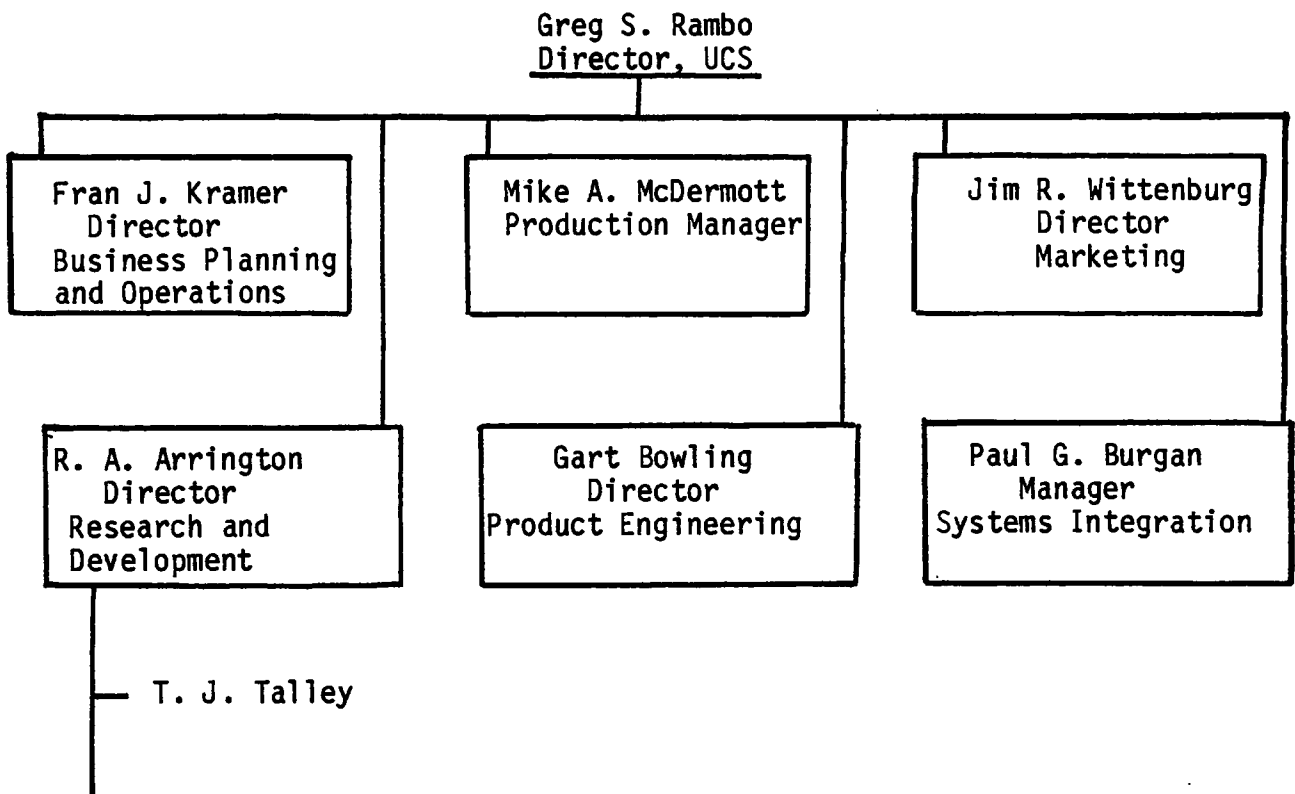 Greg S. Rambo
Director, UCS
Fran J. Kramer
Director
Business Planning
and Operations
Mike A. McDermott
Production Manager
Jim R. Wittenburg
Director
Marketing
R. A. Arrington
Director
Research and
Development
Gart Bowling
Director
Product Engineering
Paul G. Burgan
Manager
Systems Integration
T. J. Talley